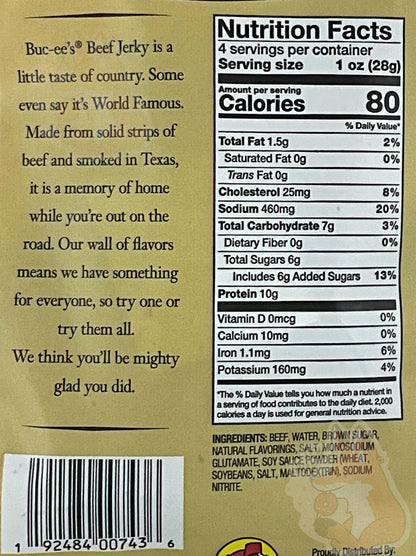 Buc-ee's® Beef Jerky is a
little taste of country. Some
even say it's World Famous.
Made from solid strips of
beef and smoked in Texas,
it is a memory of home
while you're out on the
road. Our wall of flavors
means we have something
for everyone, so try one or
try them all.
We think you'll be mighty
glad you did.
Nutrition Facts
4 servings per container
Serving size 1 oz (28g)
Amount per serving
Calories 80
% Daily Value*
Total Fat 1.5g 2%
Saturated Fat 0g 0%
Trans Fat 0g
Cholesterol 25mg 8%
Sodium 460mg 20%
Total Carbohydrate 7g 3%
Dietary Fiber 0g 0%
Total Sugars 6g
Includes 6g Added Sugars 13%
Protein 10g
Vitamin D 0mcg 0%
Calcium 10mg 0%
Iron 1.1mg 6%
Potassium 160mg 4%
*The % Daily Value tells you how much a nutrient in
a serving of food contributes to the daily diet. 2,000
calories a day is used for general nutrition advice.
INGREDIENTS: BEEF, WATER, BROWN SUGAR,
NATURAL FLAVORINGS, SALT, MONOSODIUM
GLUTAMATE, SOY SAUCE POWDER (WHEAT,
SOYBEANS, SALT, MALTODEXTRIN), SODIUM
NITRITE.
1 92484 00743 6
Proudly Distributed By: